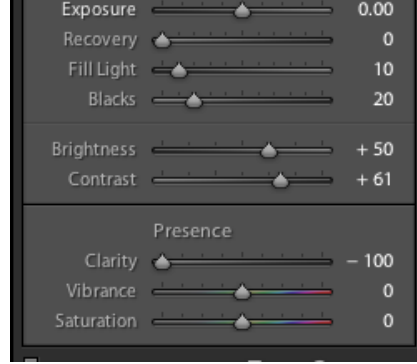 Exposure 0.00
Recovery 0
Fill Light 10
Blacks 20
Brightness + 50
Contrast + 61
Presence
Clarity − 100
Vibrance 0
Saturation 0